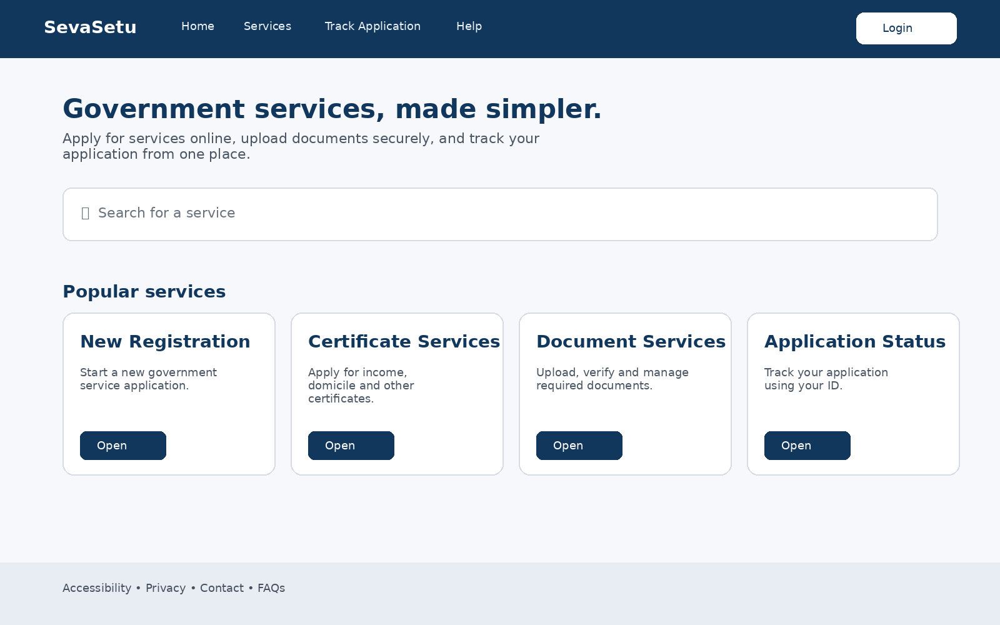 SevaSetu Home Services Track Application Help Login
Government services, made simpler.
Apply for services online, upload documents securely, and track your
application from one place.
Search for a service
Popular services
New Registration
Start a new government
service application.
Open
Certificate Services
Apply for income,
domicile and other
certificates.
Open
Document Services
Upload, verify and manage
required documents.
Open
Application Status
Track your application
using your ID.
Open
Accessibility • Privacy • Contact • FAQs